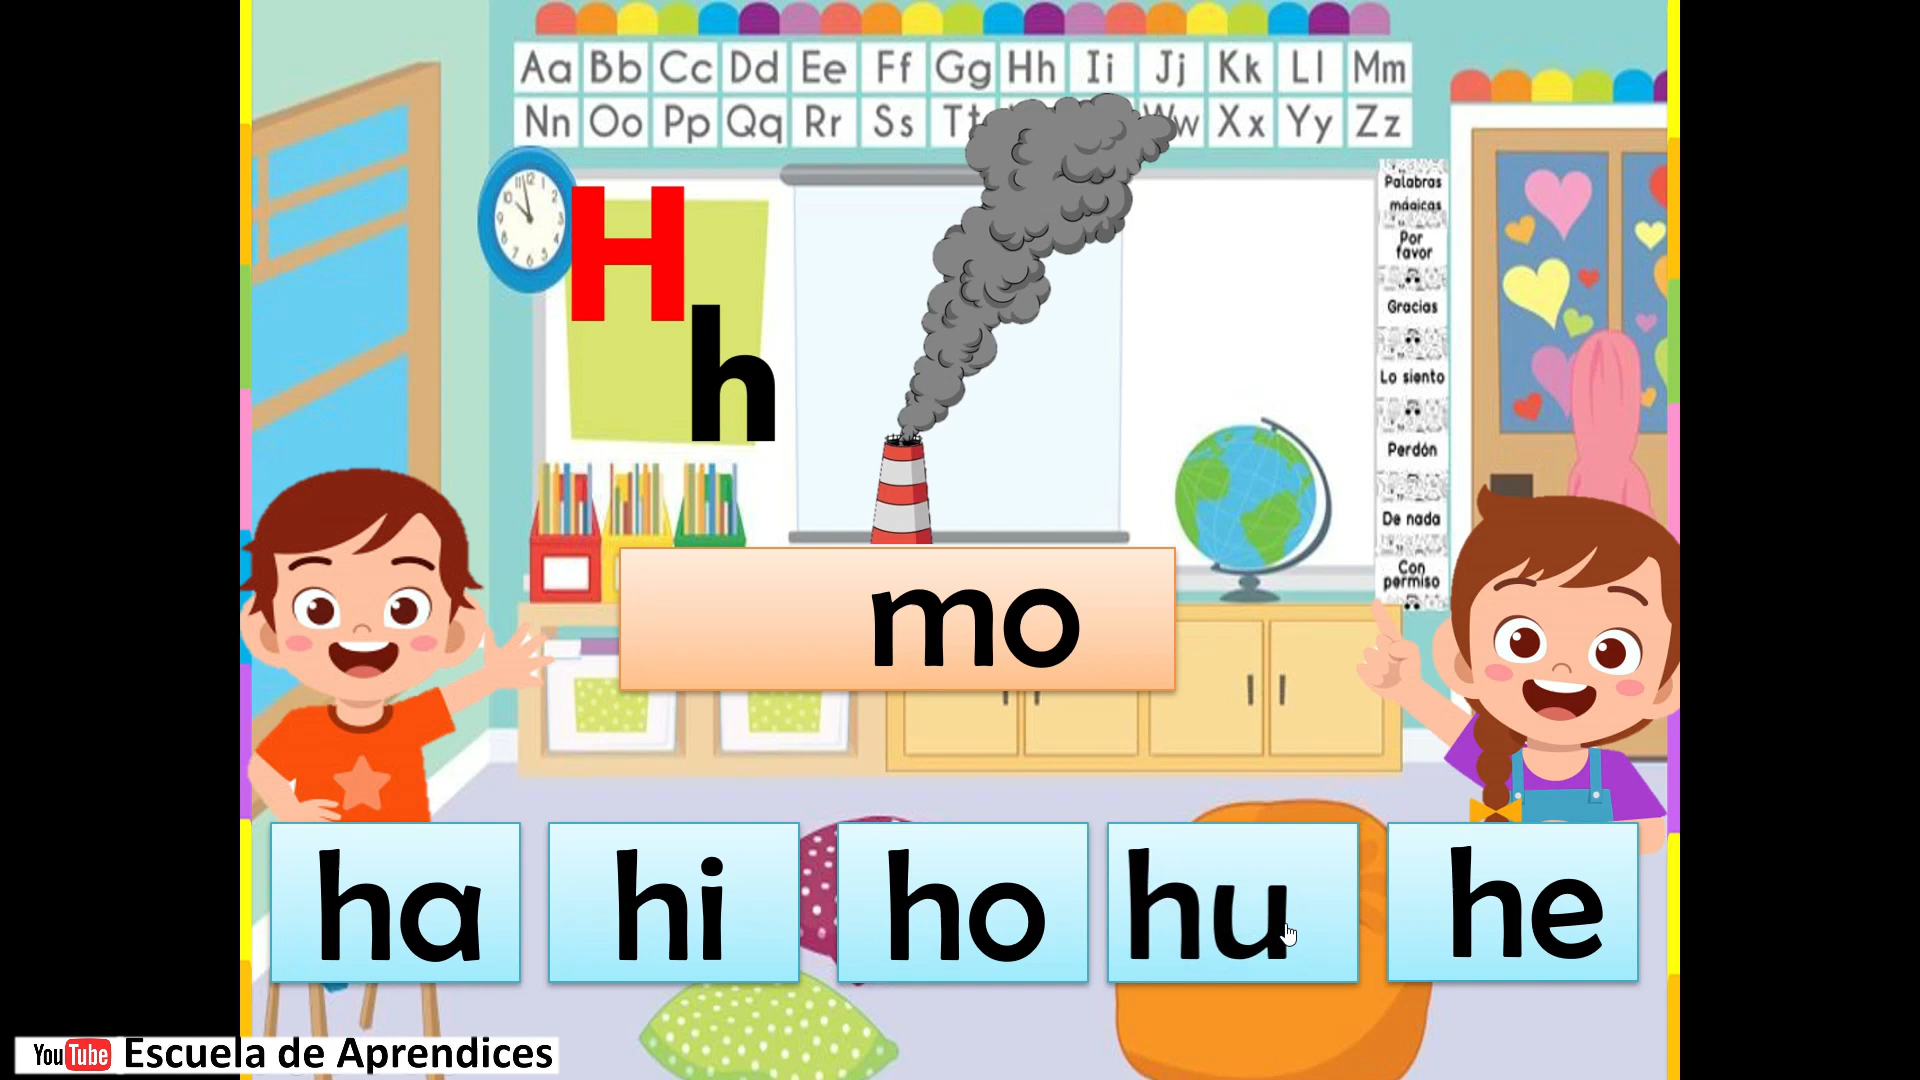 Aa Bb Cc Dd Ee Ff Gg Hh Ii Jj Kk Ll Mm
Nn Oo Pp Qq Rr Ss Tt Ww Xx Yy Zz
H
h
Palabras
mágicas
Por
favor
Gracias
Lo siento
Perdón
De nada
Con
permiso
mo
ha hi ho hu he
YouTube Escuela de Aprendices